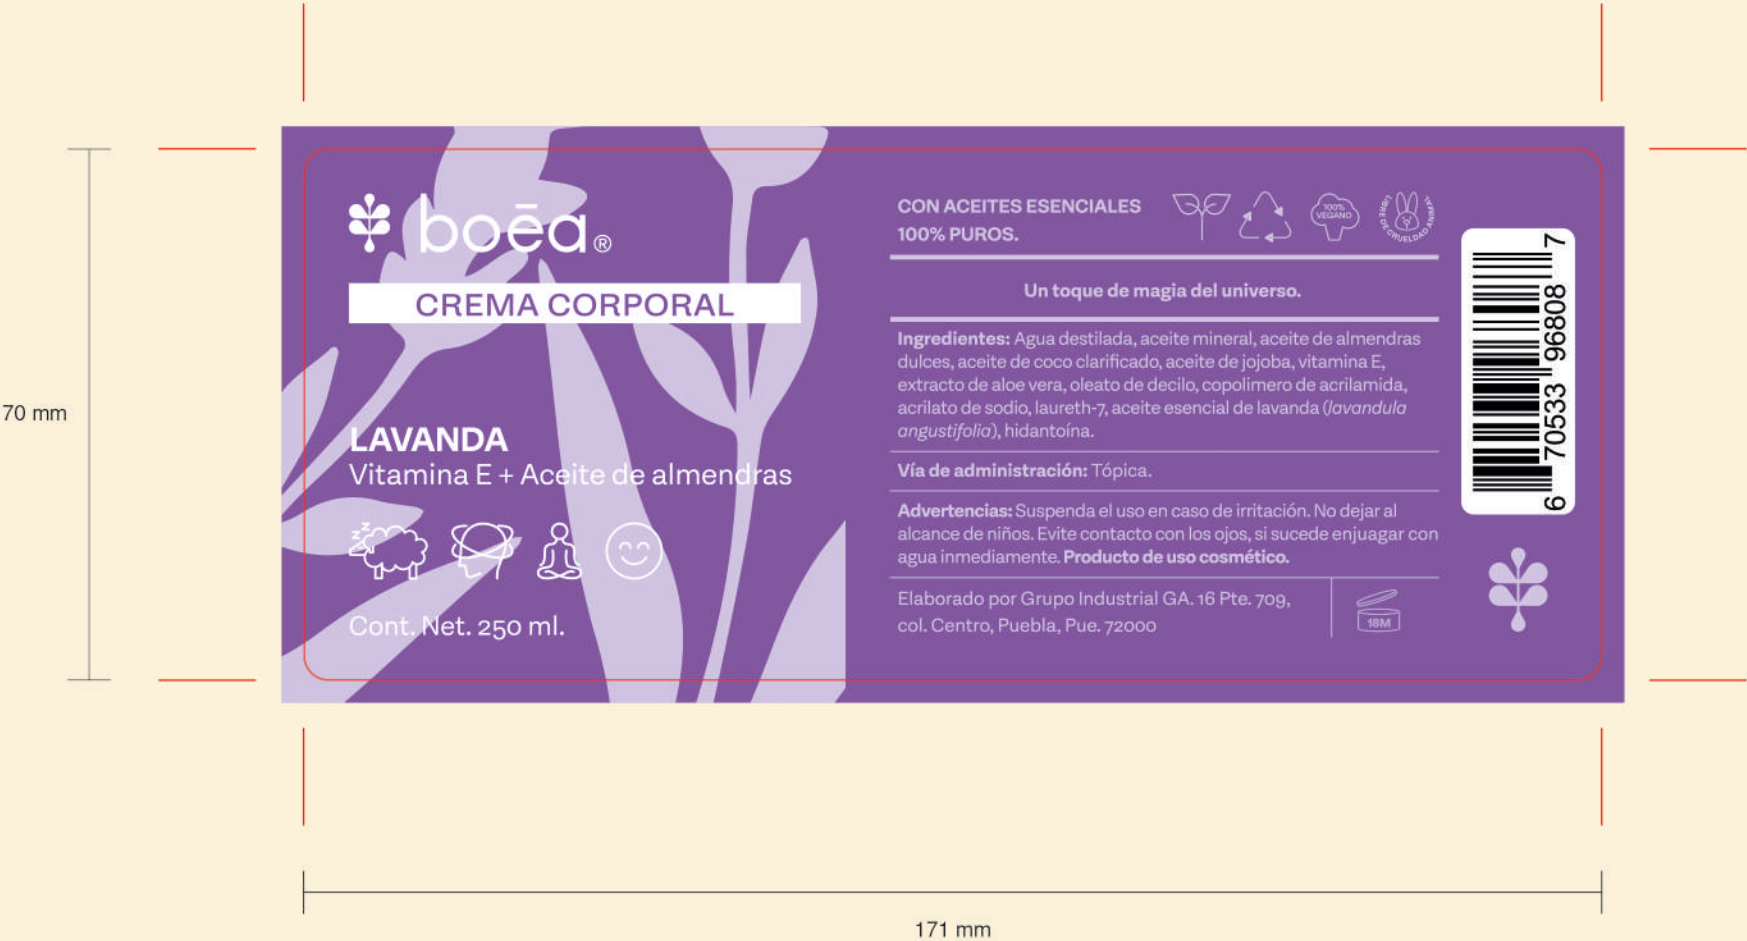 boēa®
CREMA CORPORAL
LAVANDA
Vitamina E + Aceite de almendras
z z z
Cont. Net. 250 ml.
CON ACEITES ESENCIALES
100% PUROS.
100%
VEGANO
LIBRE DE CRUELDAD ANIMAL
Un toque de magia del universo.
Ingredientes: Agua destilada, aceite mineral, aceite de almendras
dulces, aceite de coco clarificado, aceite de jojoba, vitamina E,
extracto de aloe vera, oleato de decilo, copolimero de acrilamida,
acrilato de sodio, laureth-7, aceite esencial de lavanda (lavandula
angustifolia), hidantoína.
Vía de administración: Tópica.
Advertencias: Suspenda el uso en caso de irritación. No dejar al
alcance de niños. Evite contacto con los ojos, si sucede enjuagar con
agua inmediamente. Producto de uso cosmético.
Elaborado por Grupo Industrial GA. 16 Pte. 709,
col. Centro, Puebla, Pue. 72000
18M
6 70533 96808 7
70 mm
171 mm